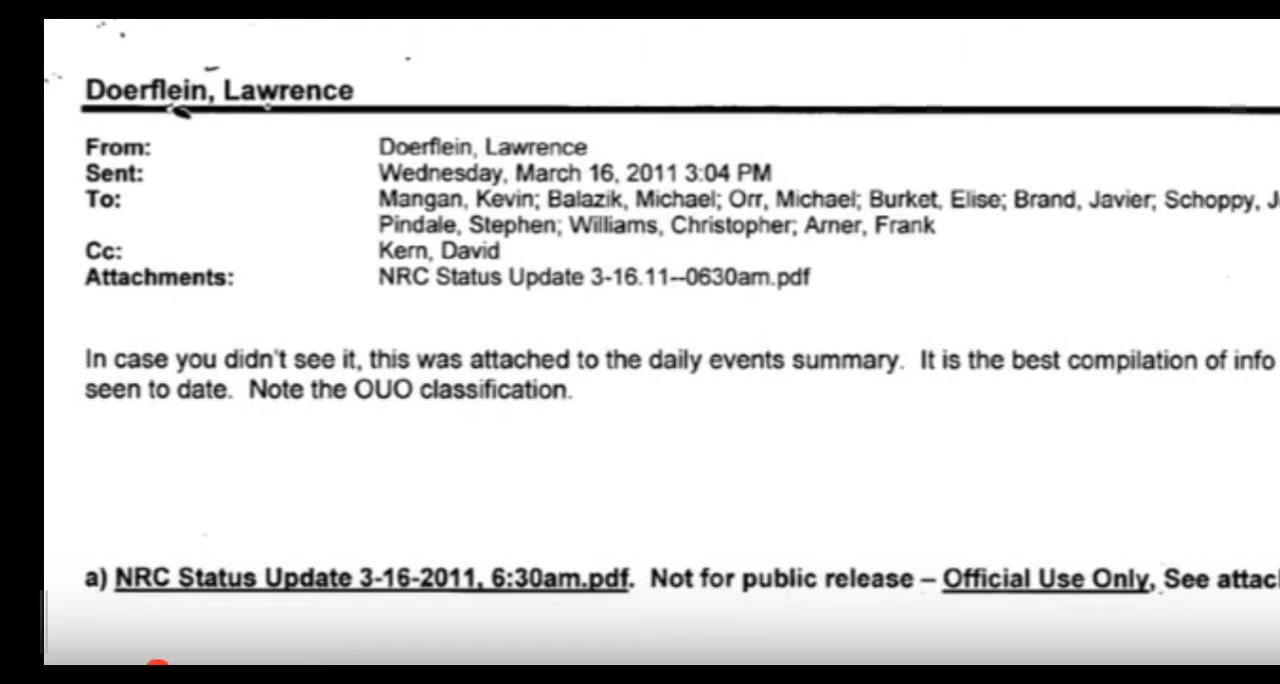 Doerflein, Lawrence
From: Doerflein, Lawrence
Sent: Wednesday, March 16, 2011 3:04 PM
To: Mangan, Kevin; Balazik, Michael; Orr, Michael; Burket, Elise; Brand, Javier; Schoppy, J
Pindale, Stephen; Williams, Christopher; Arner, Frank
Cc: Kern, David
Attachments: NRC Status Update 3-16.11--0630am.pdf
In case you didn't see it, this was attached to the daily events summary. It is the best compilation of info
seen to date. Note the OUO classification.
a) NRC Status Update 3-16-2011, 6:30am.pdf. Not for public release – Official Use Only, See attach